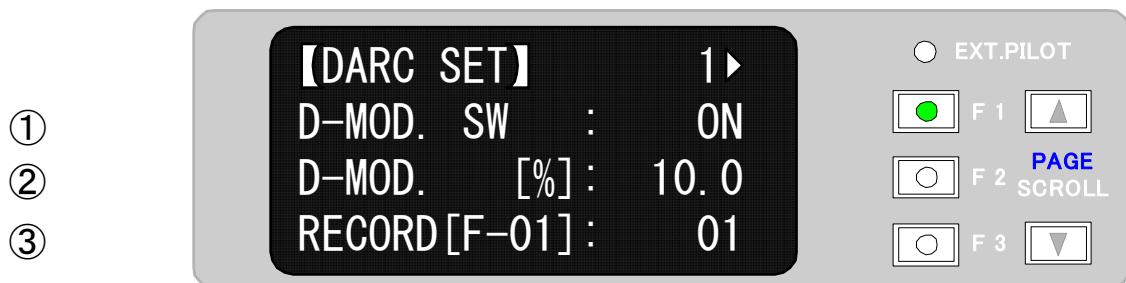 【DARC SET】 1▶
① D-MOD. SW : ON
② D-MOD. [%]: 10.0
③ RECORD[F-01]: 01
EXT.PILOT
F 1
F 2
F 3
PAGE
SCROLL